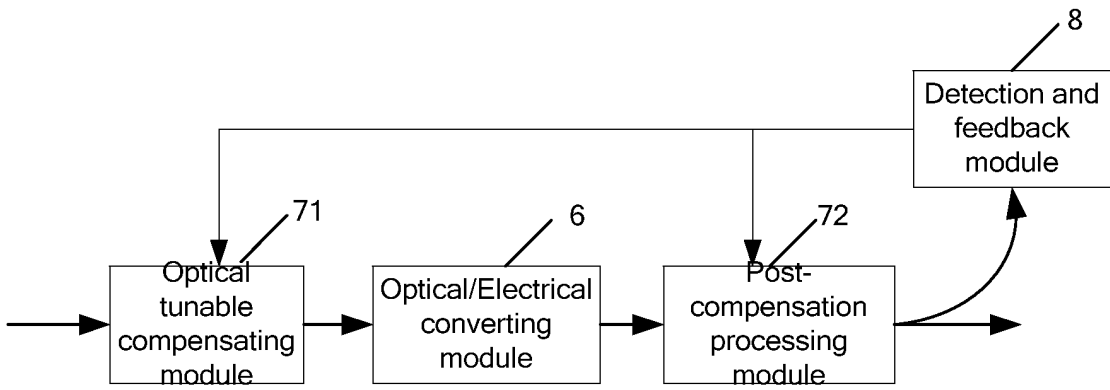 8
Detection and
feedback
module
71
6
72
Optical
tunable
compensating
module
Optical/Electrical
converting
module
Post-
compensation
processing
module